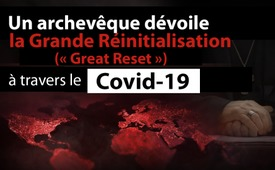 Un archevêque dévoile
la Grande Réinitialisation
(« Great Reset »)
à travers le Covid-19